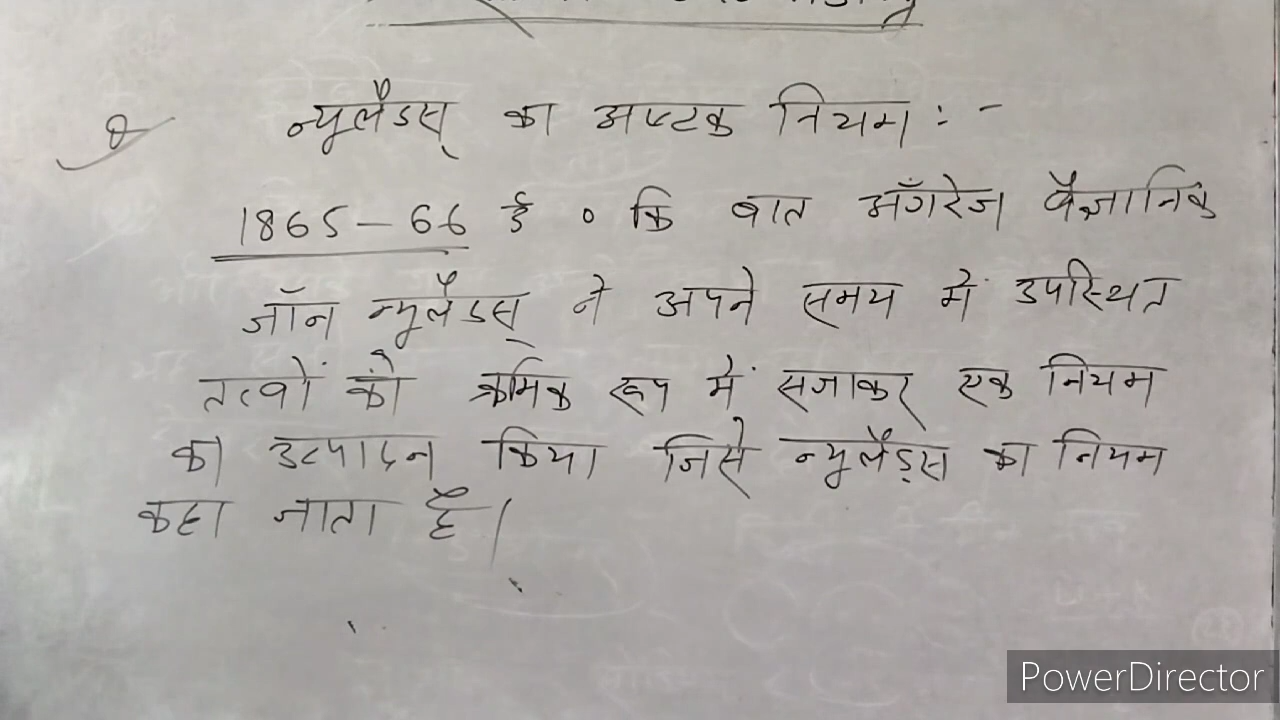 न्यूलैंडस् का अष्टक नियम :-
1865-66 ई ० कि बात अँगरेज वैज्ञानिक
जॉन न्यूलैंडस् ने अपने समय में उपस्थित
तत्वों को क्रमिक रूप में सजाकर एक नियम
का उत्पादन किया जिसे न्यूलैंड्स का नियम
कहा जाता है।
PowerDirector